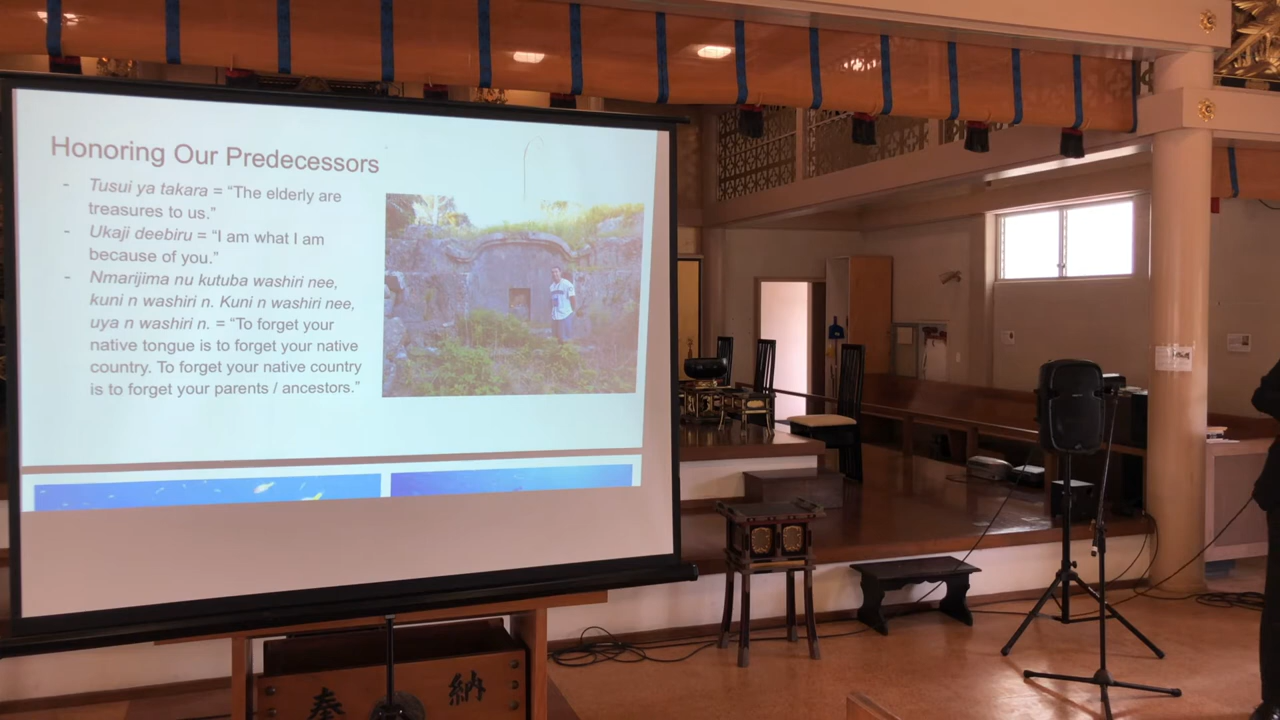 Honoring Our Predecessors
- Tusui ya takara = “The elderly are
treasures to us.”
- Ukaji deebiru = “I am what I am
because of you.”
- Nmarijima nu kutuba washiri nee,
kuni n washiri n. Kuni n washiri nee,
uya n washiri n. = “To forget your
native tongue is to forget your native
country. To forget your native country
is to forget your parents / ancestors.”
奉 納